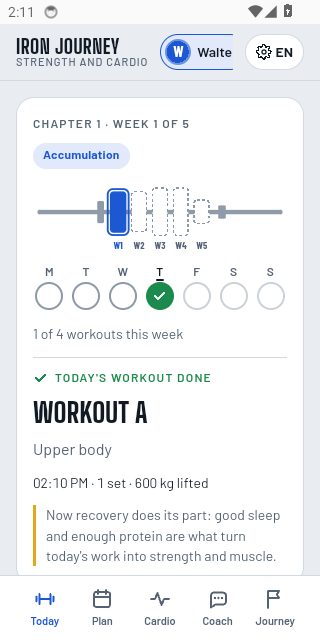 2:11
IRON JOURNEY
STRENGTH AND CARDIO
W Walte
EN
CHAPTER 1 · WEEK 1 OF 5
Accumulation
W1 W2 W3 W4 W5
M T W T F S S
1 of 4 workouts this week
TODAY'S WORKOUT DONE
WORKOUT A
Upper body
02:10 PM · 1 set · 600 kg lifted
Now recovery does its part: good sleep
and enough protein are what turn
today's work into strength and muscle.
Today Plan Cardio Coach Journey